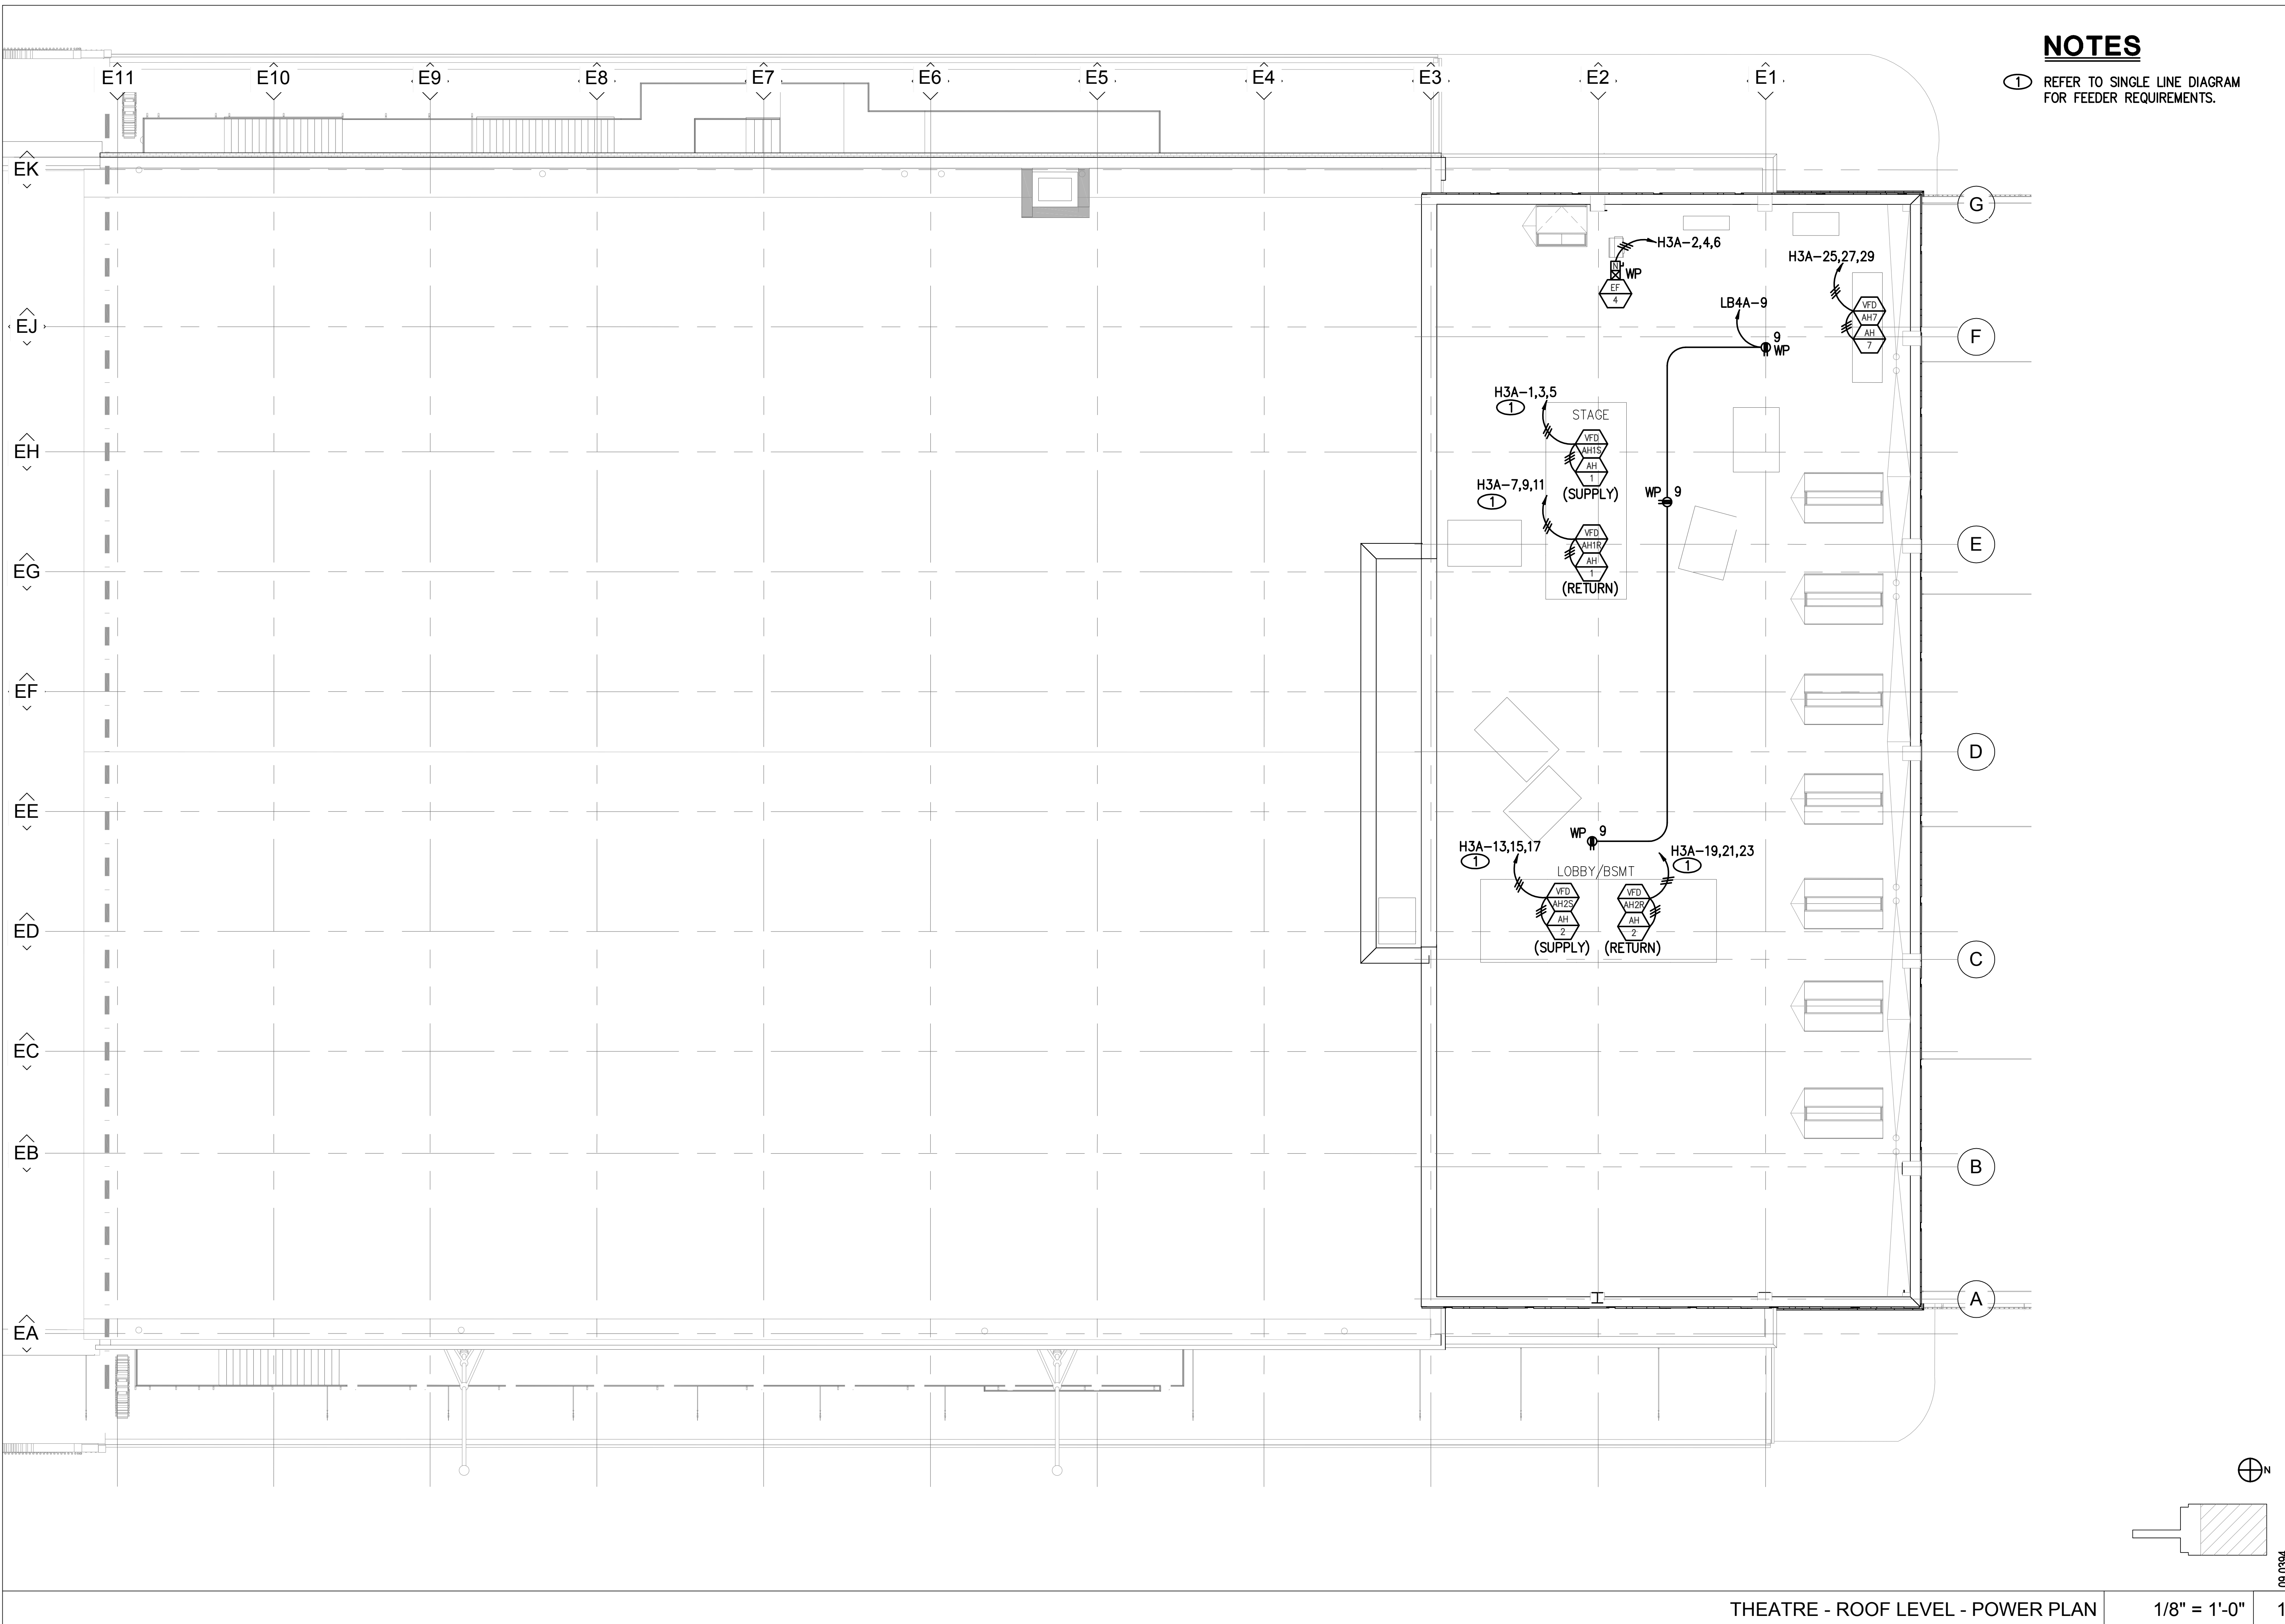 NOTES
1 REFER TO SINGLE LINE DIAGRAM
FOR FEEDER REQUIREMENTS.
E11 E10 E9 E8 E7 E6 E5 E4 E3 E2 E1
EK
EJ
EH
EG
EF
EE
ED
EC
EB
EA
G
F
E
D
C
B
A
H3A-2,4,6
N
WP
EF
4
H3A-25,27,29
VFD
AH7
AH
7
LB4A-9
9
WP
H3A-1,3,5
1
STAGE
VFD
AH1S
AH
1
(SUPPLY)
WP 9
H3A-7,9,11
1
VFD
AH1R
AH
1
(RETURN)
WP 9
H3A-13,15,17
1
H3A-19,21,23
1
LOBBY/BSMT
VFD
AH2S
AH
2
(SUPPLY)
VFD
AH2R
AH
2
(RETURN)
N
09.0394
THEATRE - ROOF LEVEL - POWER PLAN
1/8" = 1'-0"
1